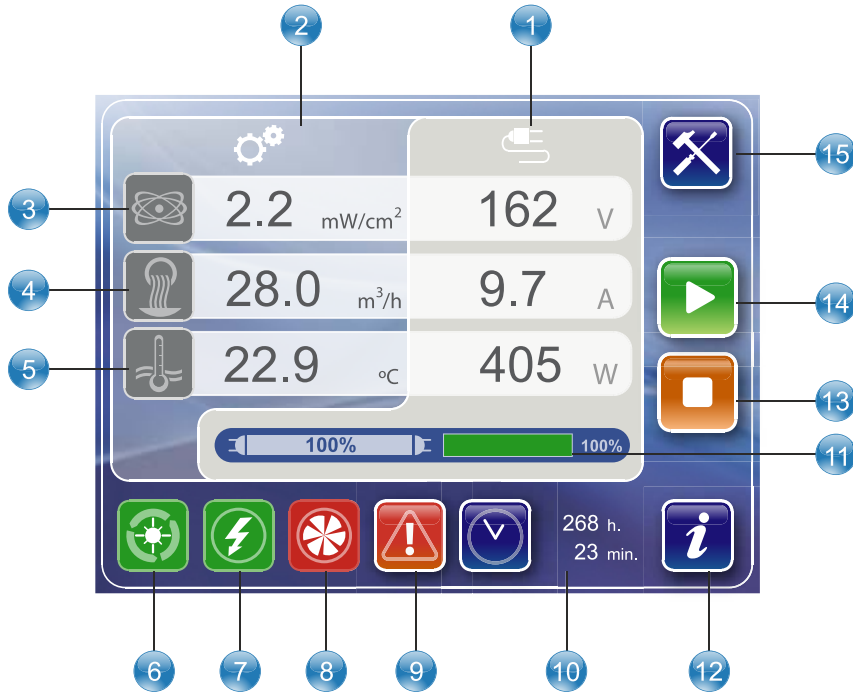 2 1
3 2.2 mW/cm² 162 V 15
4 28.0 m³/h 9.7 A 14
5 22.9 ºC 405 W 13
100% 100% 11
268 h.
23 min.
6 7 8 9 10 12